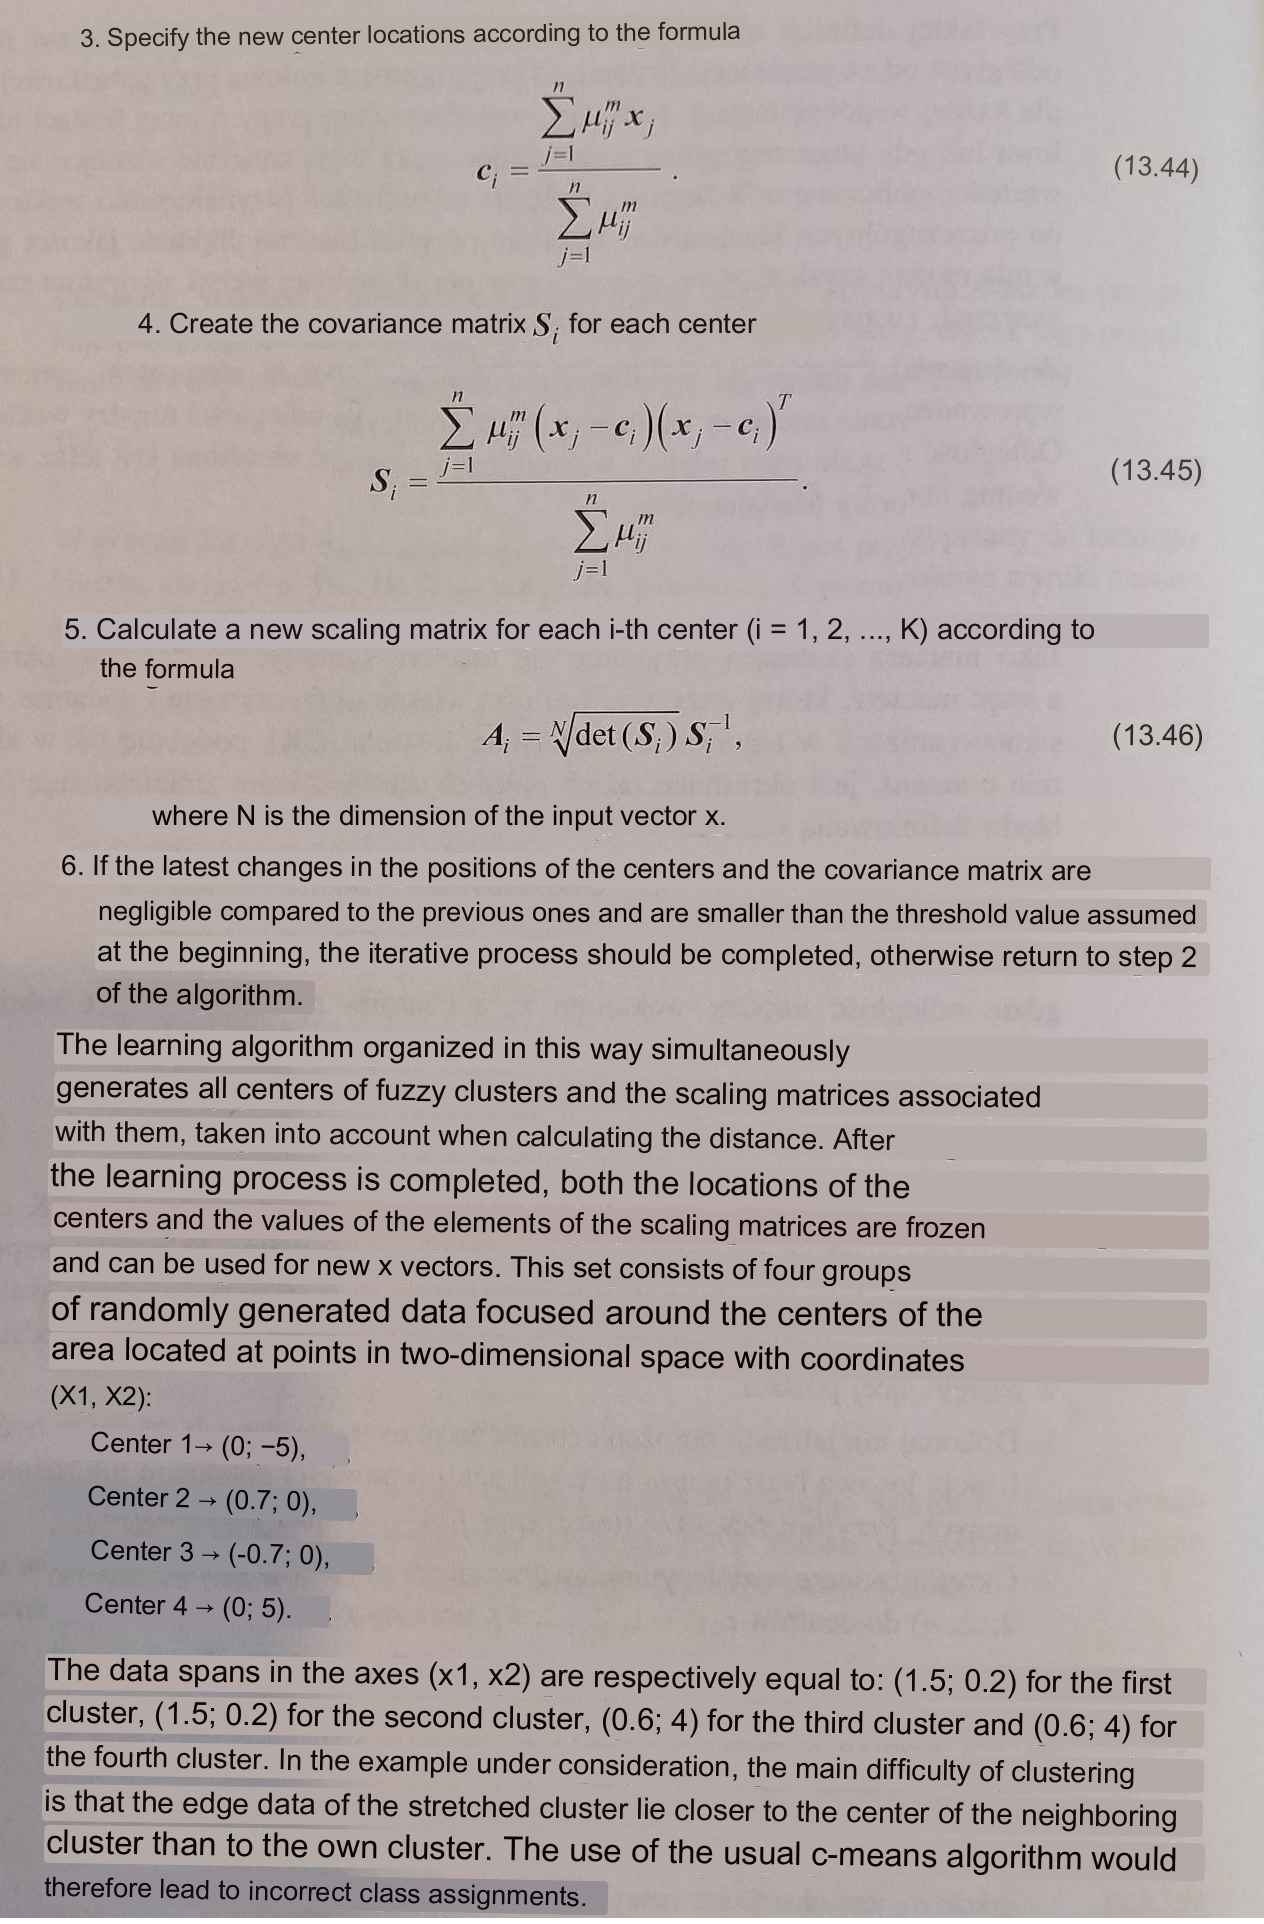 3. Specify the new center locations according to the formula
c_i = \frac{\sum_{j=1}^{n} μ_{ij}^{m} x_j}{\sum_{j=1}^{n} μ_{ij}^{m}} . (13.44)
4. Create the covariance matrix S_i for each center
S_i = \frac{\sum_{j=1}^{n} μ_{ij}^{m} (x_j − c_i)(x_j − c_i)^T}{\sum_{j=1}^{n} μ_{ij}^{m}} . (13.45)
5. Calculate a new scaling matrix for each i-th center (i = 1, 2, ..., K) according to
the formula
A_i = \sqrt[N]{det(S_i)} S_i^{−1}, (13.46)
where N is the dimension of the input vector x.
6. If the latest changes in the positions of the centers and the covariance matrix are
negligible compared to the previous ones and are smaller than the threshold value assumed
at the beginning, the iterative process should be completed, otherwise return to step 2
of the algorithm.
The learning algorithm organized in this way simultaneously
generates all centers of fuzzy clusters and the scaling matrices associated
with them, taken into account when calculating the distance. After
the learning process is completed, both the locations of the
centers and the values of the elements of the scaling matrices are frozen
and can be used for new x vectors. This set consists of four groups
of randomly generated data focused around the centers of the
area located at points in two-dimensional space with coordinates
(X1, X2):
Center 1→ (0; −5),
Center 2 → (0.7; 0),
Center 3 → (-0.7; 0),
Center 4 → (0; 5).
The data spans in the axes (x1, x2) are respectively equal to: (1.5; 0.2) for the first
cluster, (1.5; 0.2) for the second cluster, (0.6; 4) for the third cluster and (0.6; 4) for
the fourth cluster. In the example under consideration, the main difficulty of clustering
is that the edge data of the stretched cluster lie closer to the center of the neighboring
cluster than to the own cluster. The use of the usual c-means algorithm would
therefore lead to incorrect class assignments.